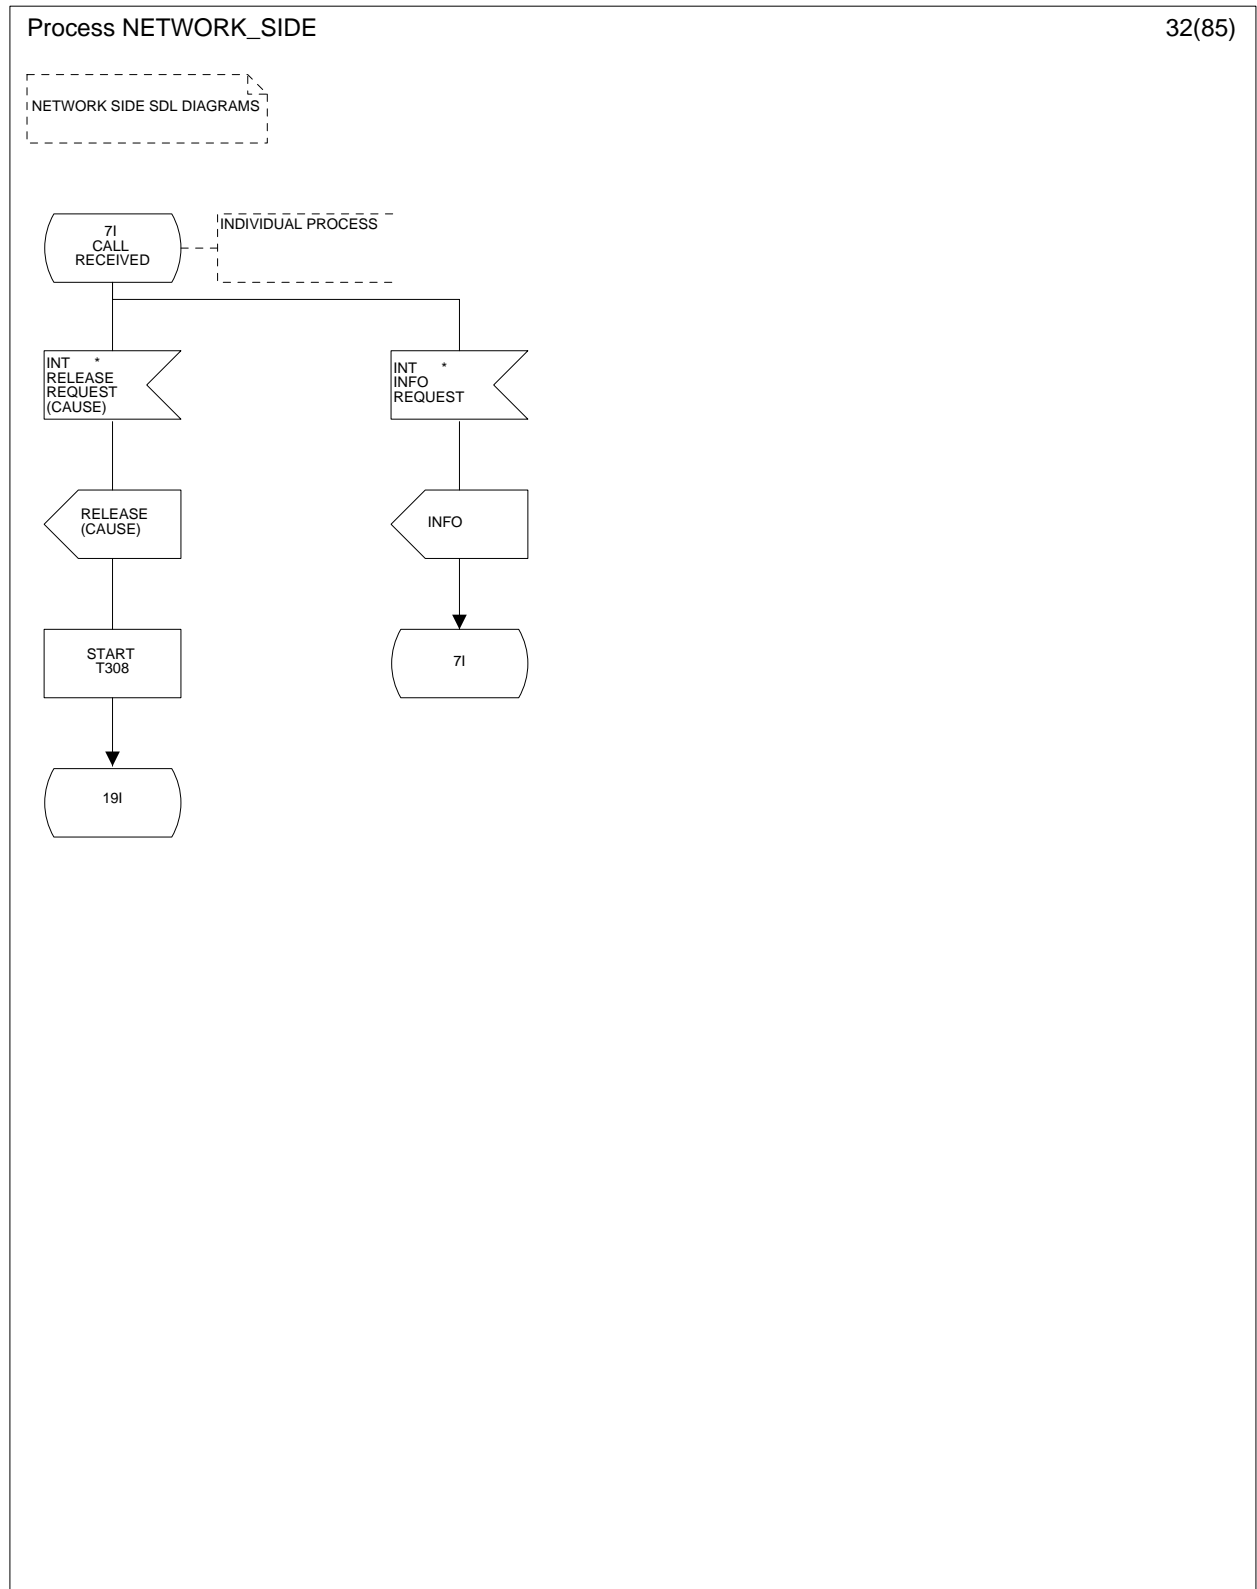 Process NETWORK_SIDE 32(85)
NETWORK SIDE SDL DIAGRAMS
7I
CALL
RECEIVED
INDIVIDUAL PROCESS
INT *
RELEASE
REQUEST
(CAUSE)
INT *
INFO
REQUEST
RELEASE
(CAUSE)
INFO
START
T308
7I
19I